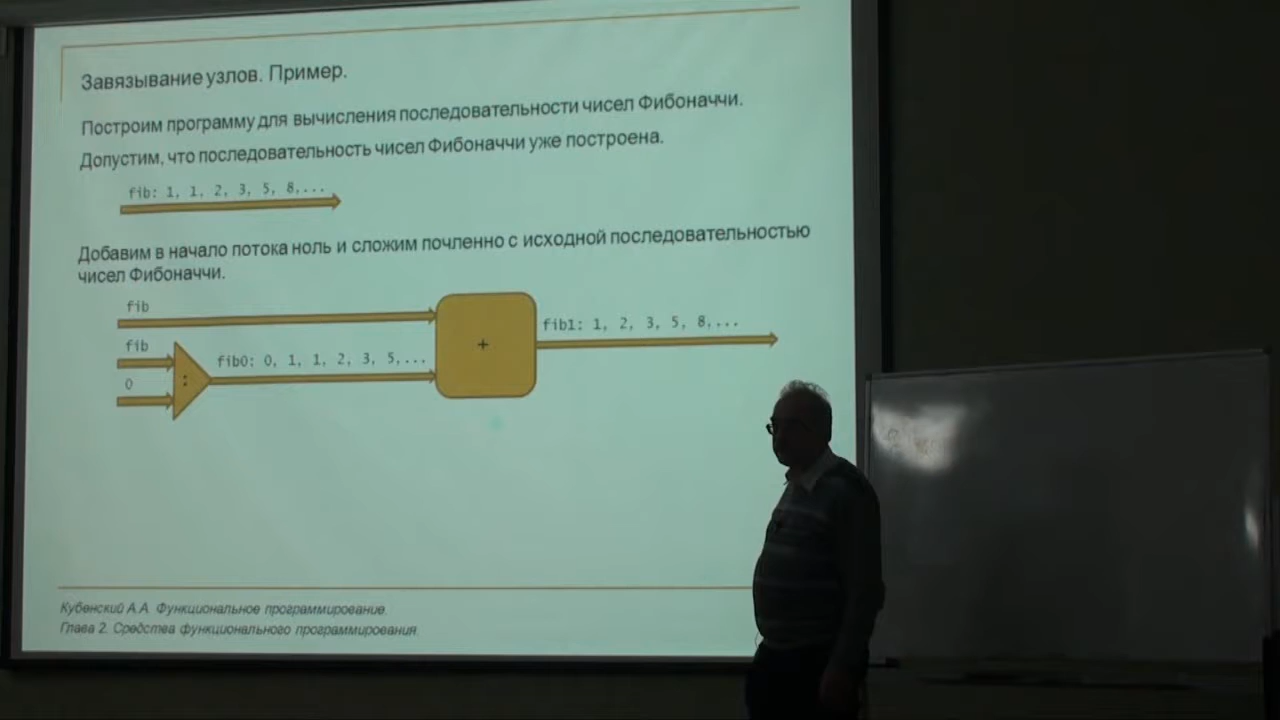 Завязывание узлов. Пример.
Построим программу для вычисления последовательности чисел Фибоначчи.
Допустим, что последовательность чисел Фибоначчи уже построена.
fib: 1, 1, 2, 3, 5, 8,...
Добавим в начало потока ноль и сложим почленно с исходной последовательностью
чисел Фибоначчи.
fib
fib
0
:
fib0: 0, 1, 1, 2, 3, 5,...
+
fib1: 1, 2, 3, 5, 8,...
Кубенский А.А. Функциональное программирование.
Глава 2. Средства функционального программирования.